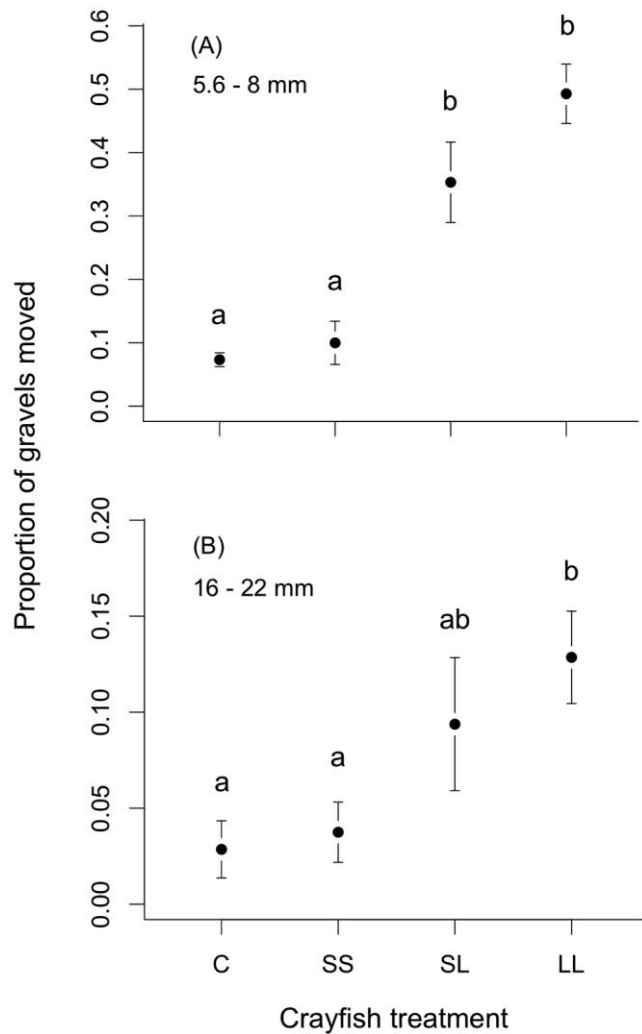 Proportion of gravels moved
(A)
5.6 - 8 mm
0.6
0.5
0.4
0.3
0.2
0.1
0.0
a
a
b
b
(B)
16 - 22 mm
0.20
0.15
0.10
0.05
0.00
a
a
ab
b
C SS SL LL
Crayfish treatment